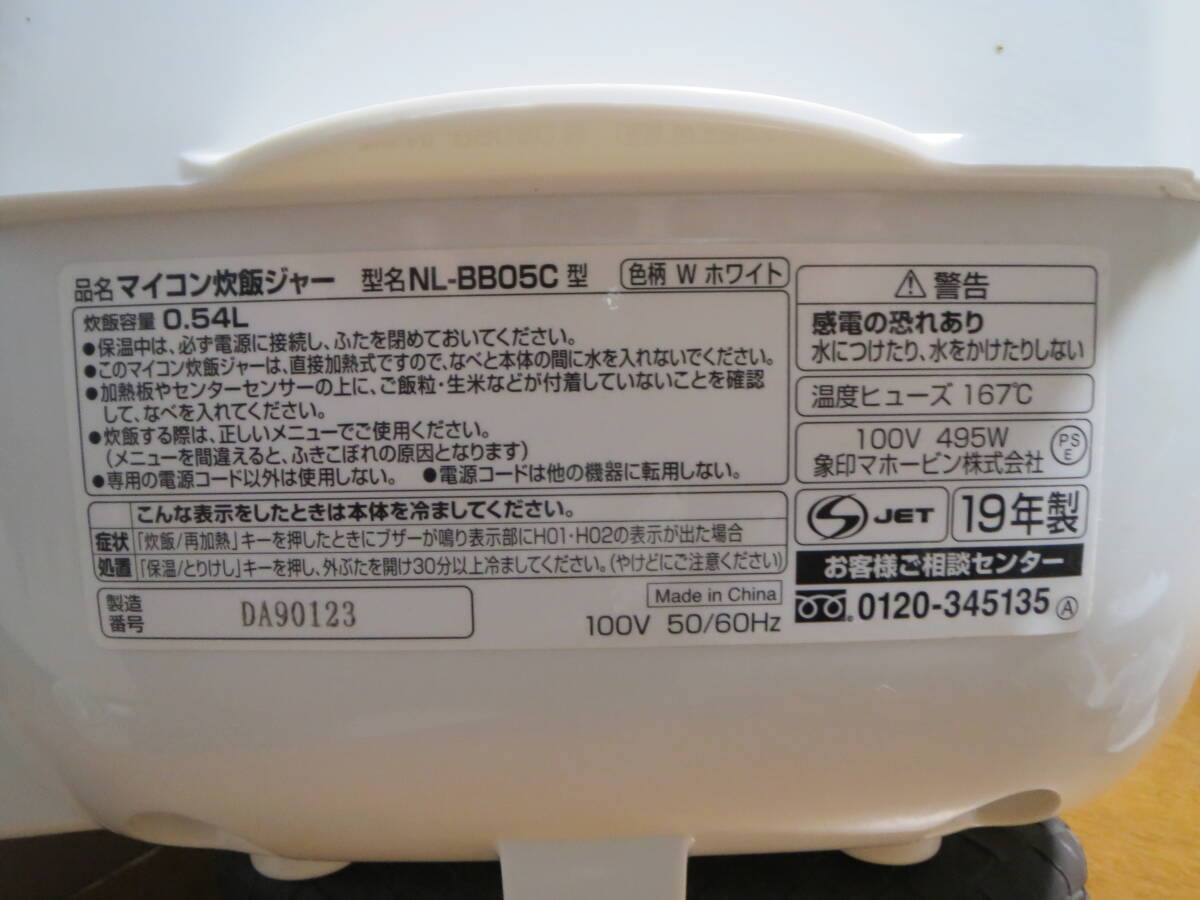 品名 マイコン炊飯ジャー 型名 NL-BB05C 型 色柄 W ホワイト
炊飯容量 0.54L
●保温中は、必ず電源に接続し、ふたを閉めておいてください。
●このマイコン炊飯ジャーは、直接加熱式ですので、なべと本体の間に水を入れないでください。
●加熱板やセンターセンサーの上に、ご飯粒・生米などが付着していないことを確認
して、なべを入れてください。
●炊飯する際は、正しいメニューでご使用ください。
(メニューを間違えると、ふきこぼれの原因となります)
●専用の電源コード以外は使用しない。 ●電源コードは他の機器に転用しない。
こんな表示をしたときは本体を冷ましてください。
症状 「炊飯/再加熱」キーを押したときにブザーが鳴り表示部にH01・H02の表示が出た場合
処置 「保温/とりけし」キーを押し、外ぶたを開け30分以上冷ましてください。(やけどにご注意ください)
製造
番号 DA90123
Made in China
100V 50/60Hz
⚠ 警告
感電の恐れあり
水につけたり、水をかけたりしない
温度ヒューズ 167℃
100V 495W
象印マホービン株式会社
PS
E
JET
19年製
お客様ご相談センター
0120-345135 Ⓐ